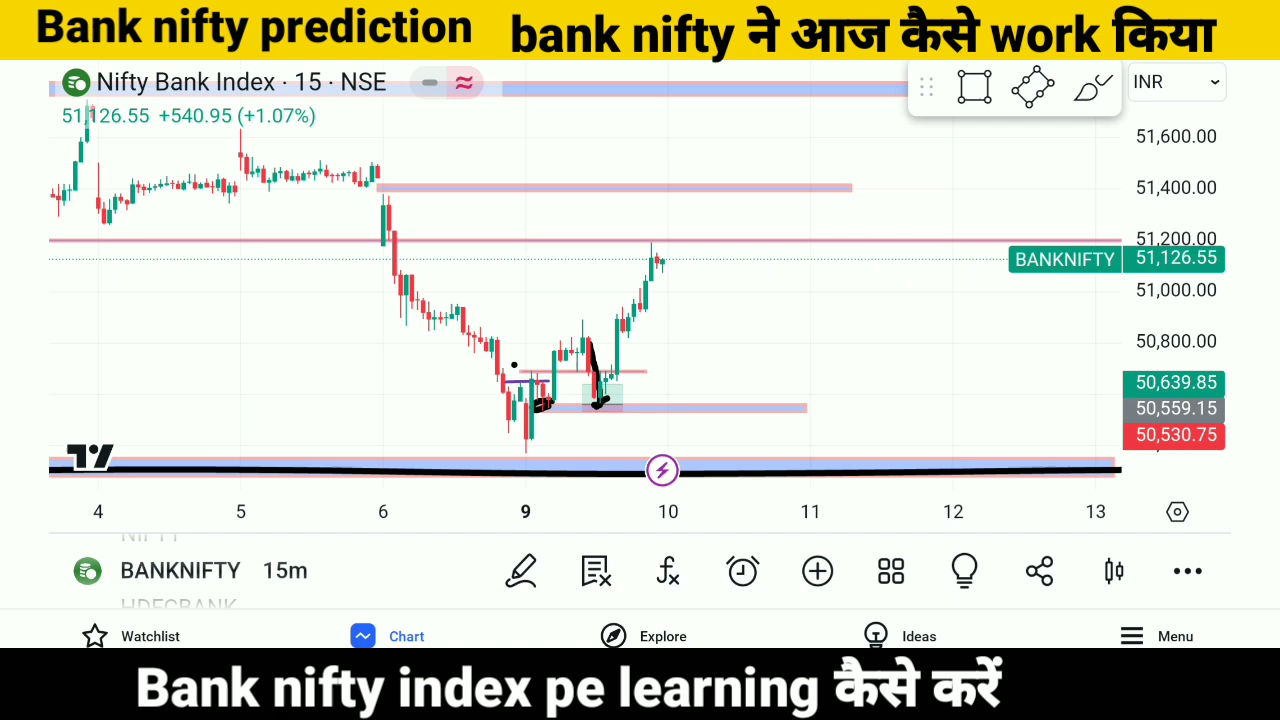 Bank nifty prediction bank nifty ने आज कैसे work किया
Nifty Bank Index · 15 · NSE
INR
51,126.55 +540.95 (+1.07%)
51,600.00
51,400.00
51,200.00
BANKNIFTY 51,126.55
51,000.00
50,800.00
50,639.85
50,559.15
50,530.75
4 5 6 9 10 11 12 13
NIFTY
BANKNIFTY 15m
HDFCBANK
Watchlist Chart Explore Ideas Menu
Bank nifty index pe learning कैसे करें